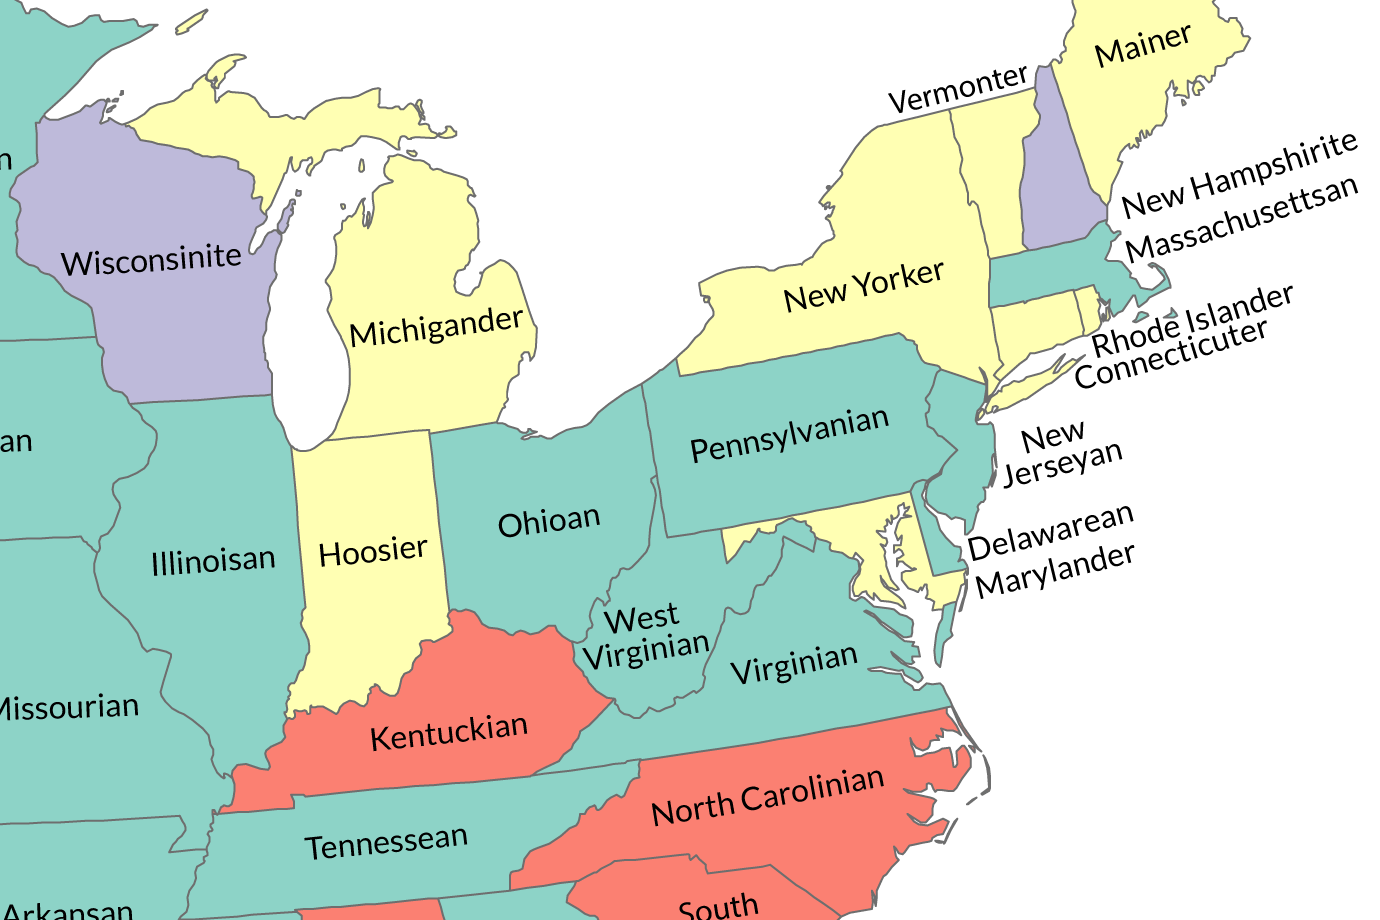 Mainer
Vermonter
n
New Hampshirite
Massachusettsan
Wisconsinite
New Yorker
Michigander
Rhode Islander
Connecticuter
Pennsylvanian
an
New
Jerseyan
Ohioan
Delawarean
Illinoisan
Hoosier
Marylander
West
Virginian
Virginian
Missourian
Kentuckian
North Carolinian
Tennessean
Arkansan
South